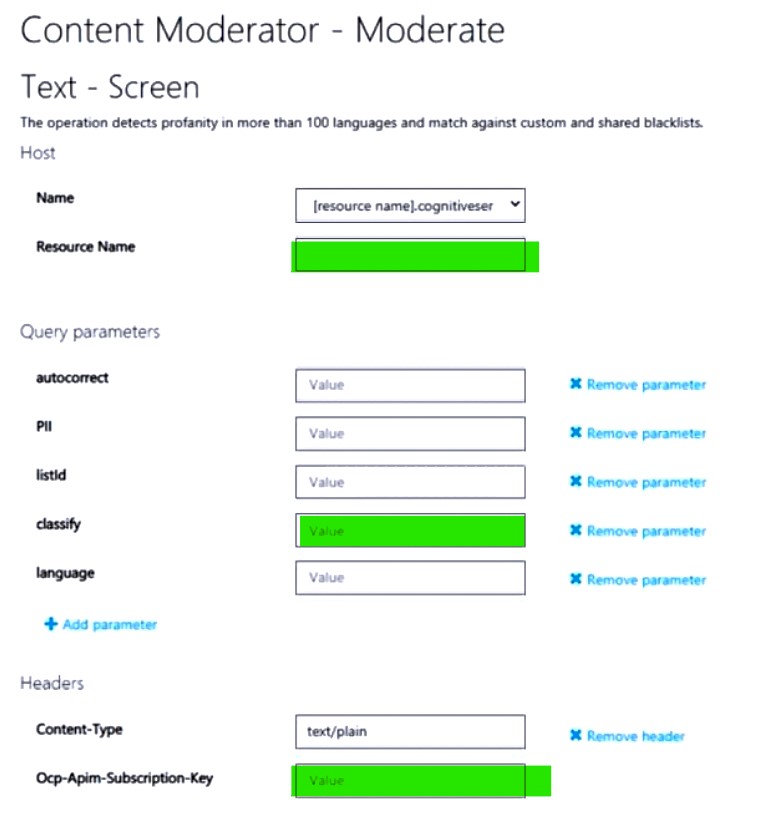 Content Moderator - Moderate
Text - Screen
The operation detects profanity in more than 100 languages and match against custom and shared blacklists.
Host
Name [resource name].cognitiveser
Resource Name
Query parameters
autocorrect Value Remove parameter
PII Value Remove parameter
listId Value Remove parameter
classify Value Remove parameter
language Value Remove parameter
Add parameter
Headers
Content-Type text/plain Remove header
Ocp-Apim-Subscription-Key Value